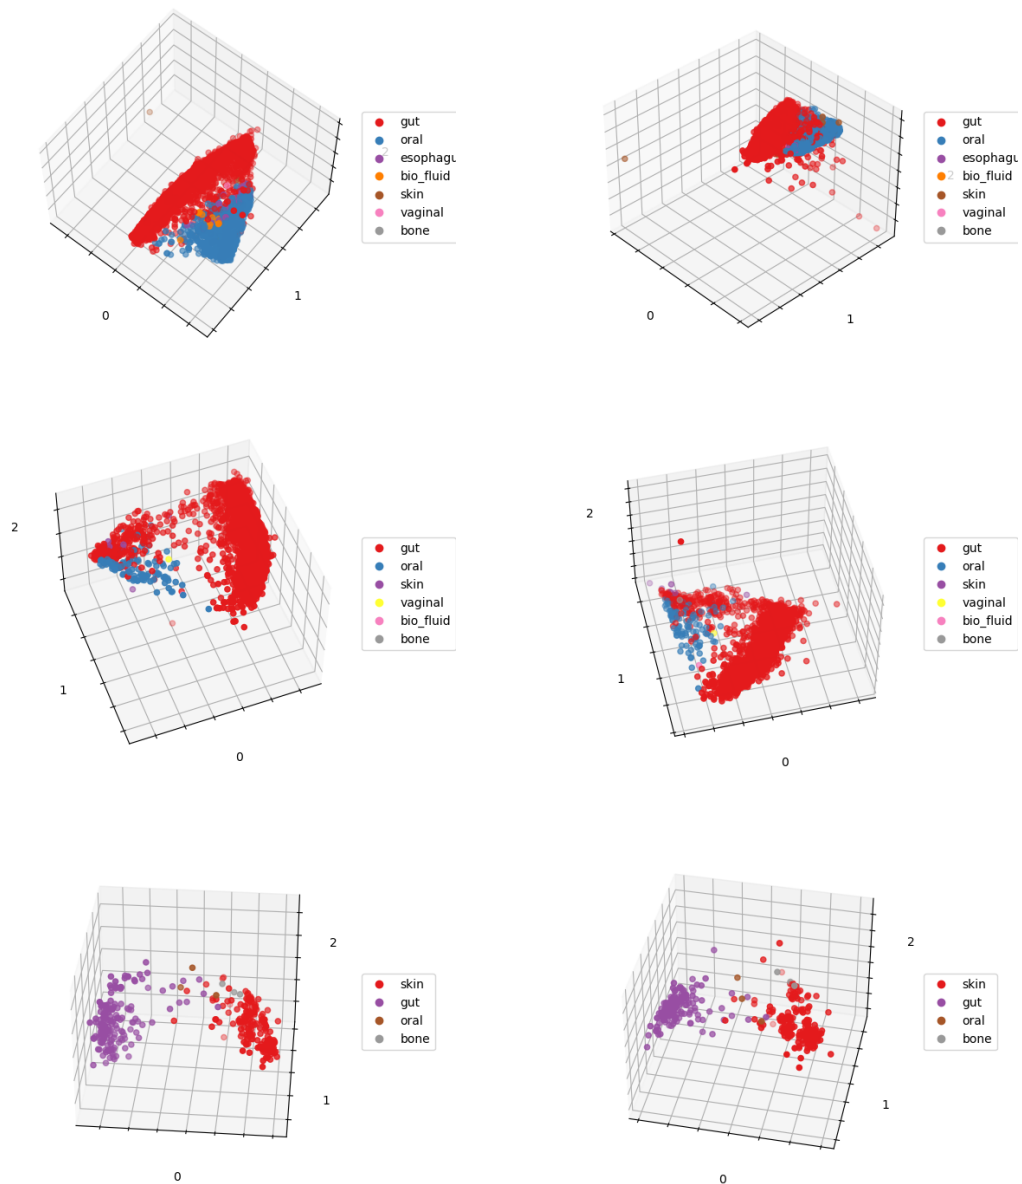 gut
oral
2
esophagu
bio_fluid
skin
vaginal
bone
0
1
gut
oral
esophagu
bio_fluid
2
skin
vaginal
bone
0
1
2
1
0
gut
oral
skin
vaginal
bio_fluid
bone
2
1
0
gut
oral
skin
vaginal
bio_fluid
bone
2
1
0
skin
gut
oral
bone
2
1
0
skin
gut
oral
bone